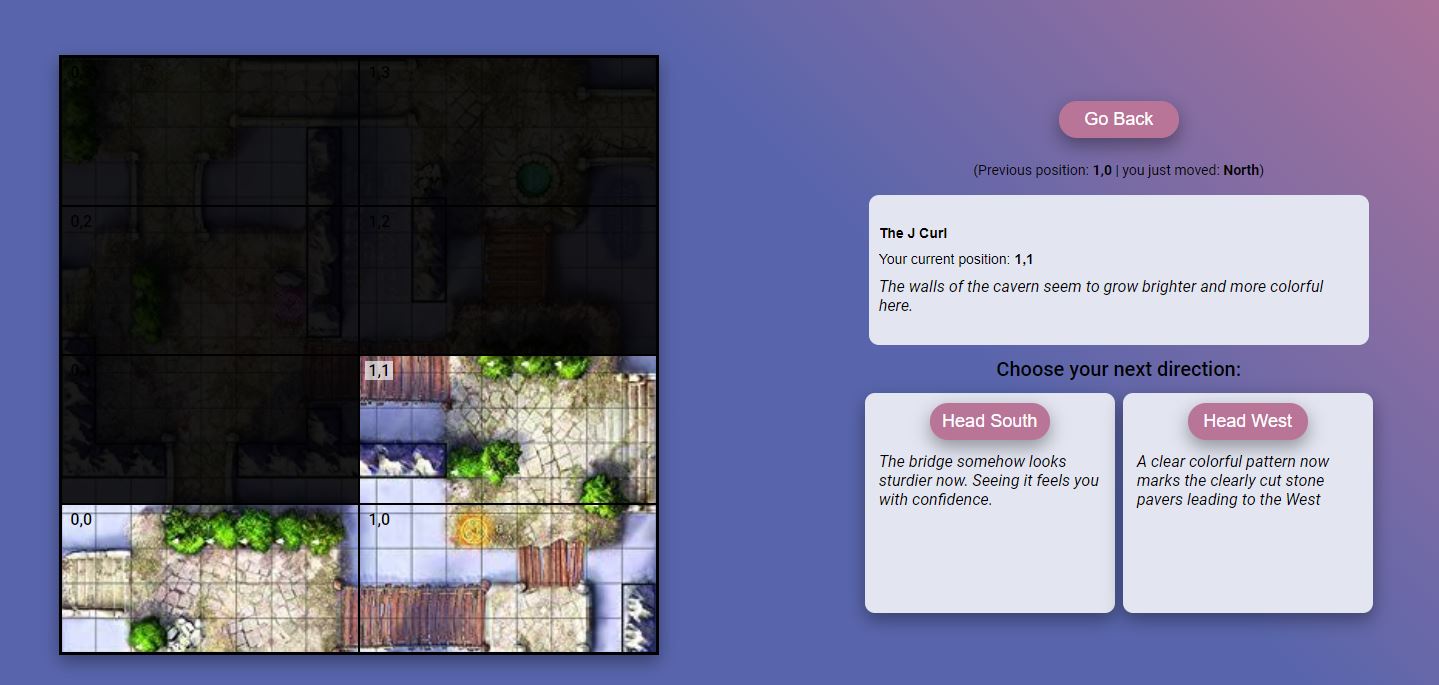 1,3
0,2
1,2
1,1
0,0
1,0
Go Back
(Previous position: 1,0 | you just moved: North)
The J Curl
Your current position: 1,1
The walls of the cavern seem to grow brighter and more colorful
here.
Choose your next direction:
Head South
The bridge somehow looks
sturdier now. Seeing it feels you
with confidence.
Head West
A clear colorful pattern now
marks the clearly cut stone
pavers leading to the West